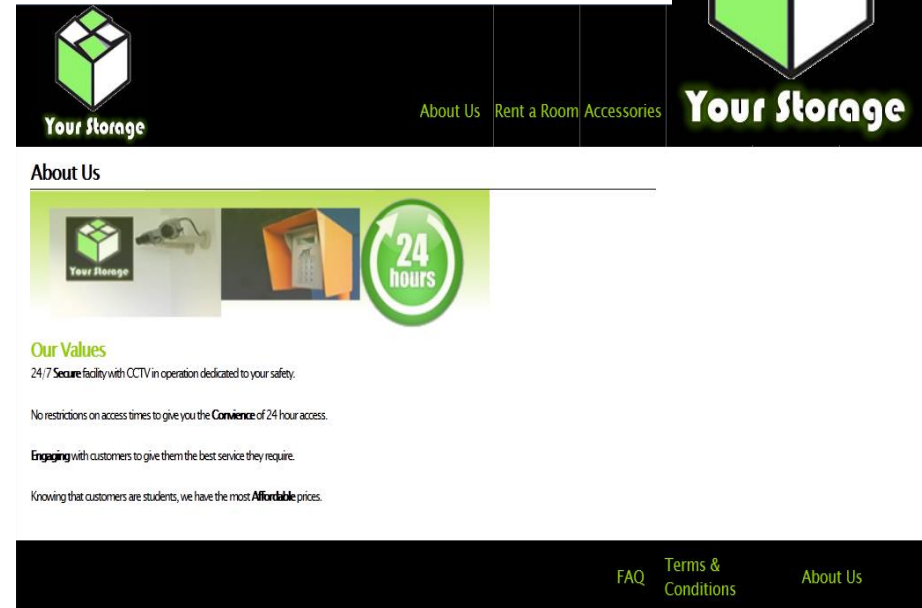 Your Storage
About Us
Rent a Room
Accessories
Your Storage
About Us
Your Storage
24
hours
Our Values
24/7 Secure facility with CCTV in operation dedicated to your safety.
No restrictions on access times to give you the Convience of 24 hour access.
Engaging with customers to give them the best service they require.
Knowing that customers are students, we have the most Affordable prices.
FAQ
Terms &
Conditions
About Us